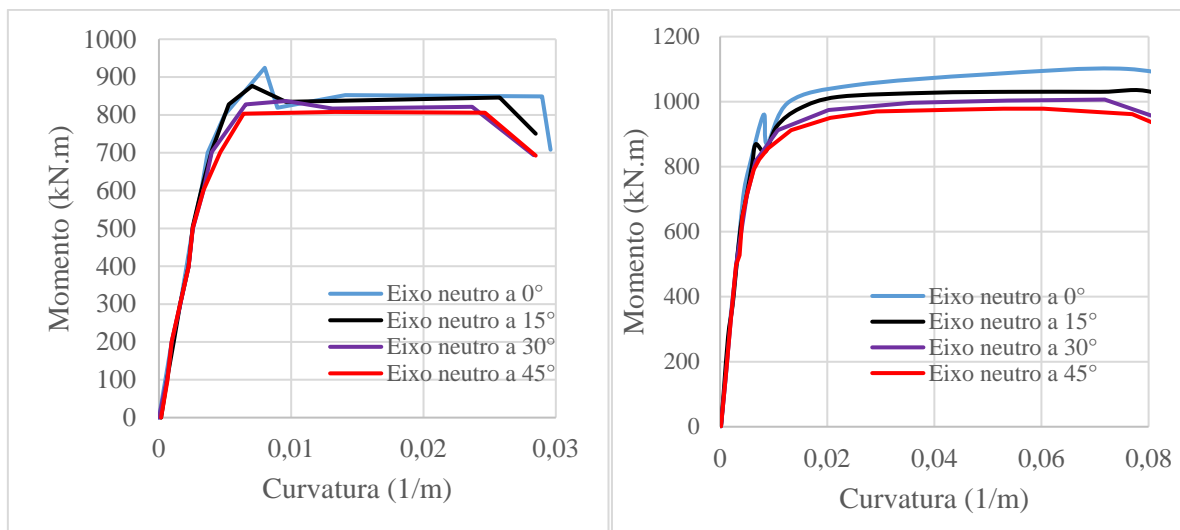 1000
900
800
700
600
500
400
300
200
100
0
Momento (kN.m)
Eixo neutro a 0°
Eixo neutro a 15°
Eixo neutro a 30°
Eixo neutro a 45°
0 0,01 0,02 0,03
Curvatura (1/m)
1200
1000
800
600
400
200
0
Momento (kN.m)
Eixo neutro a 0°
Eixo neutro a 15°
Eixo neutro a 30°
Eixo neutro a 45°
0 0,02 0,04 0,06 0,08
Curvatura (1/m)